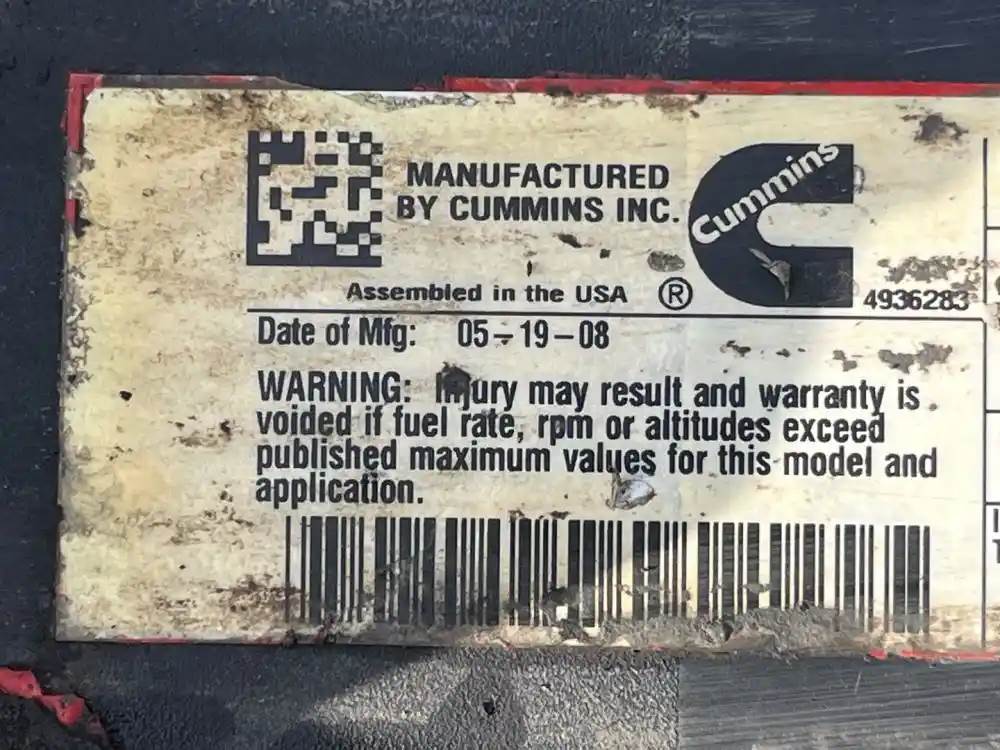 MANUFACTURED
BY CUMMINS INC.
Cummins
Assembled in the USA ®
4936283
Date of Mfg: 05-19-08
WARNING: Injury may result and warranty is
voided if fuel rate, rpm or altitudes exceed
published maximum values for this model and
application.